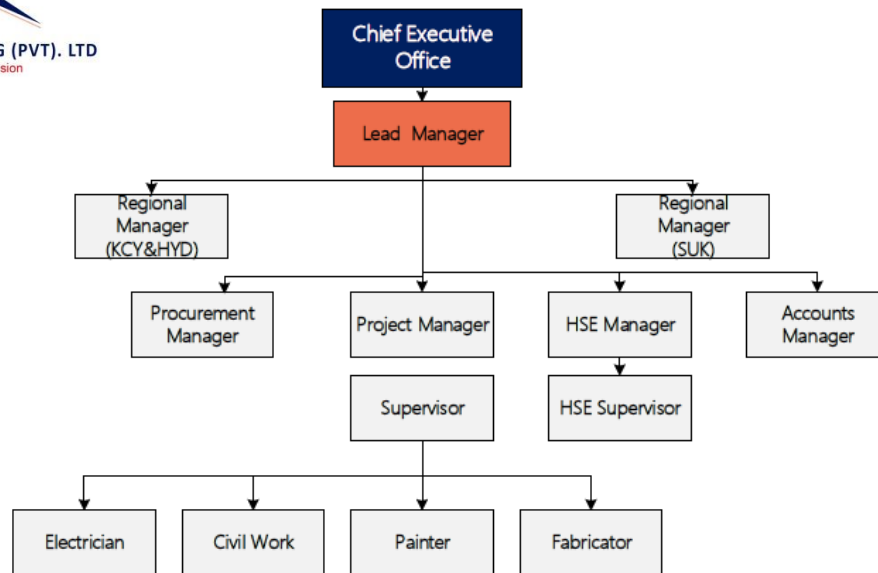 (PVT). LTD
Chief Executive
Office
Lead Manager
Regional
Manager
(KCY&HYD)
Regional
Manager
(SUK)
Procurement
Manager
Project Manager
HSE Manager
Accounts
Manager
Supervisor
HSE Supervisor
Electrician
Civil Work
Painter
Fabricator